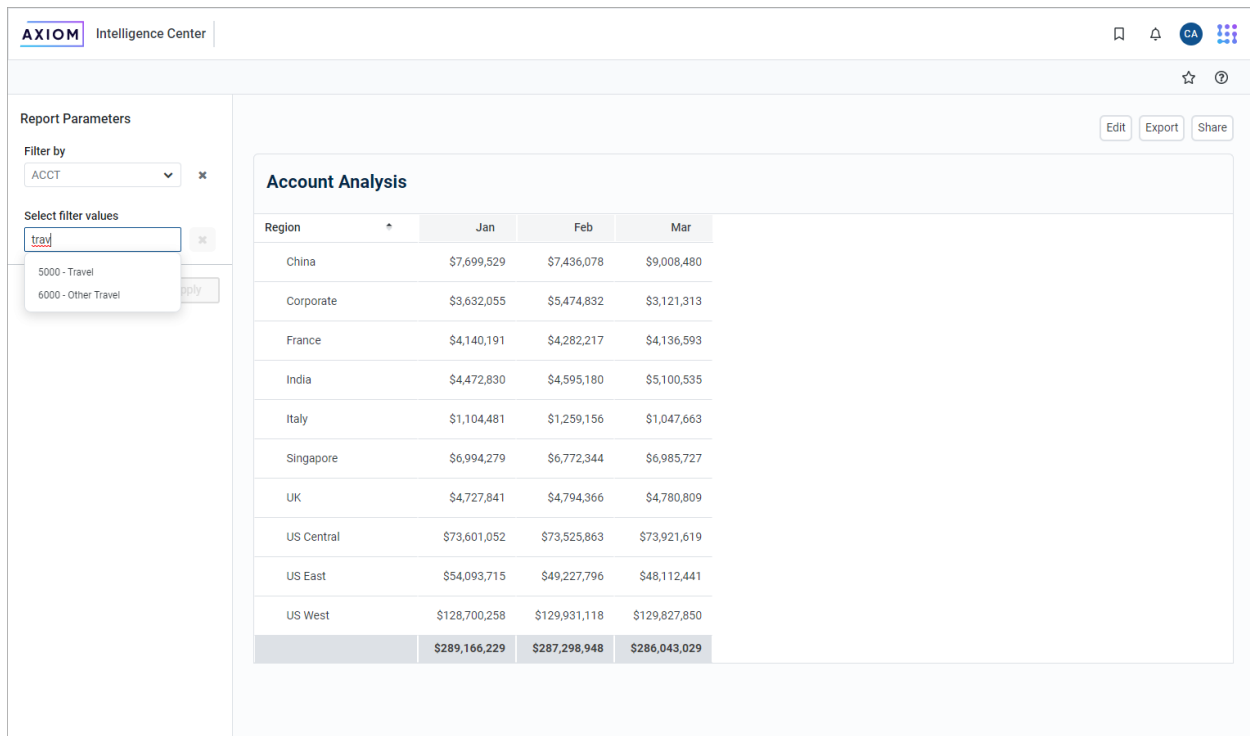 AXIOM Intelligence Center
CA
Report Parameters
Edit Export Share
Filter by
ACCT
Account Analysis
Select filter values
trav
5000 - Travel
6000 - Other Travel
Region Jan Feb Mar
China $7,699,529 $7,436,078 $9,008,480
Corporate $3,632,055 $5,474,832 $3,121,313
France $4,140,191 $4,282,217 $4,136,593
India $4,472,830 $4,595,180 $5,100,535
Italy $1,104,481 $1,259,156 $1,047,663
Singapore $6,994,279 $6,772,344 $6,985,727
UK $4,727,841 $4,794,366 $4,780,809
US Central $73,601,052 $73,525,863 $73,921,619
US East $54,093,715 $49,227,796 $48,112,441
US West $128,700,258 $129,931,118 $129,827,850
$289,166,229 $287,298,948 $286,043,029